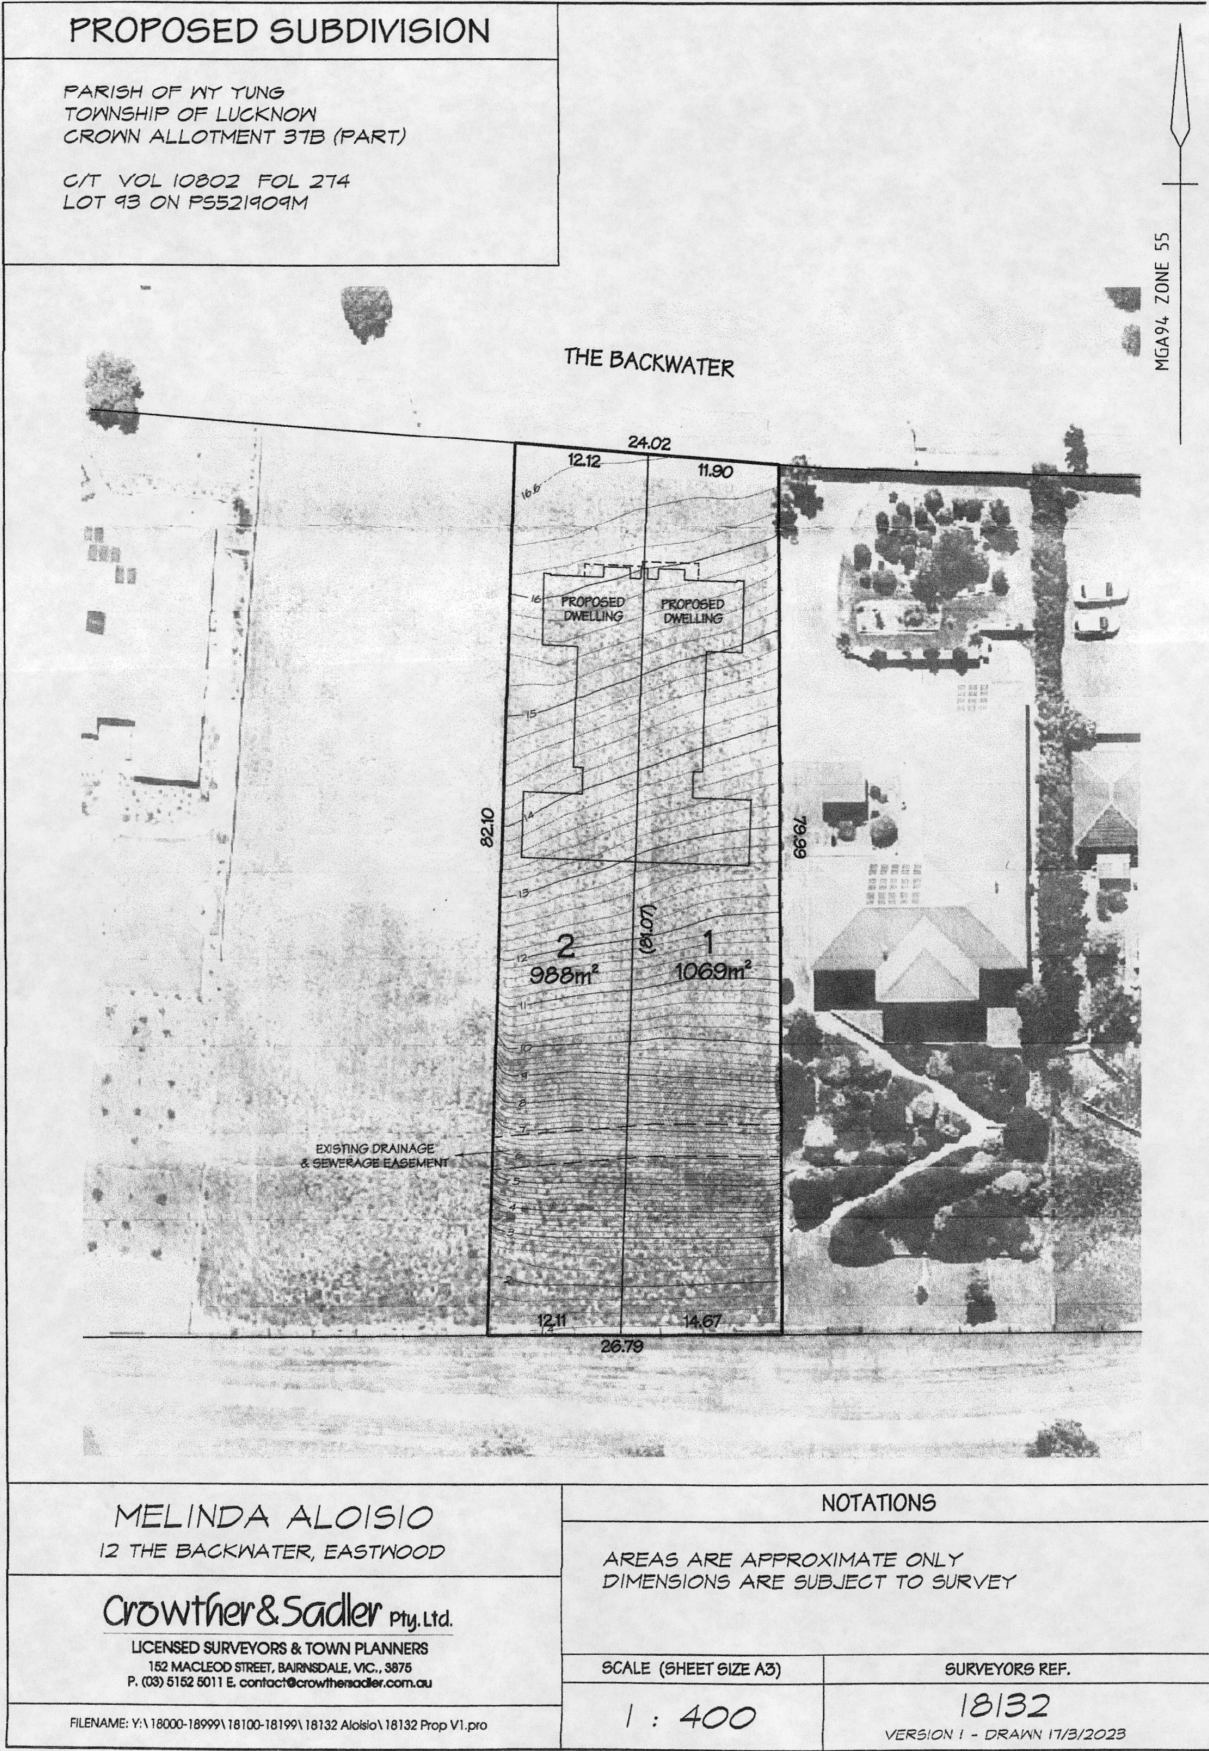 PROPOSED SUBDIVISION
PARISH OF WY YUNG
TOWNSHIP OF LUCKNOW
CROWN ALLOTMENT 37B (PART)
C/T VOL 10802 FOL 274
LOT 93 ON PS521909M
MGA94 ZONE 55
THE BACKWATER
24.02
12.12
11.90
16.6
16
PROPOSED
DWELLING
PROPOSED
DWELLING
15
14
82.10
79.99
13
(81.07)
2
988m²
1
1069m²
12
11
10
9
8
7
EXISTING DRAINAGE
& SEWERAGE EASEMENT
6
5
4
3
2
12.11
14.67
26.79
MELINDA ALOISIO
12 THE BACKWATER, EASTWOOD
Crowther&Sadler Pty.Ltd.
LICENSED SURVEYORS & TOWN PLANNERS
152 MACLEOD STREET, BAIRNSDALE, VIC., 3875
P. (03) 5152 5011 E. contact@crowthersadler.com.au
FILENAME: Y:\18000-18999\18100-18199\18132 Aloisio\18132 Prop V1.pro
NOTATIONS
AREAS ARE APPROXIMATE ONLY
DIMENSIONS ARE SUBJECT TO SURVEY
SCALE (SHEET SIZE A3)
1 : 400
SURVEYORS REF.
18132
VERSION 1 - DRAWN 17/3/2023